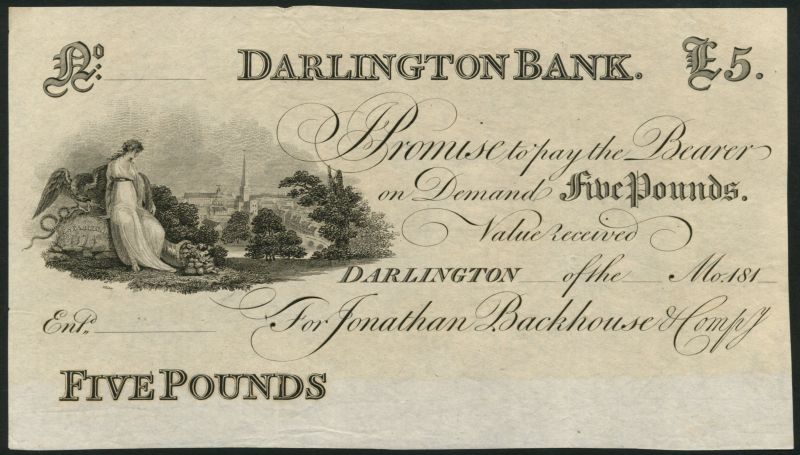 No: DARLINGTON BANK. £5.
I Promise to pay the Bearer
on Demand Five Pounds.
Value received
DARLINGTON of the Mo. 181
Entd. For Jonathan Backhouse & Compy
FIVE POUNDS